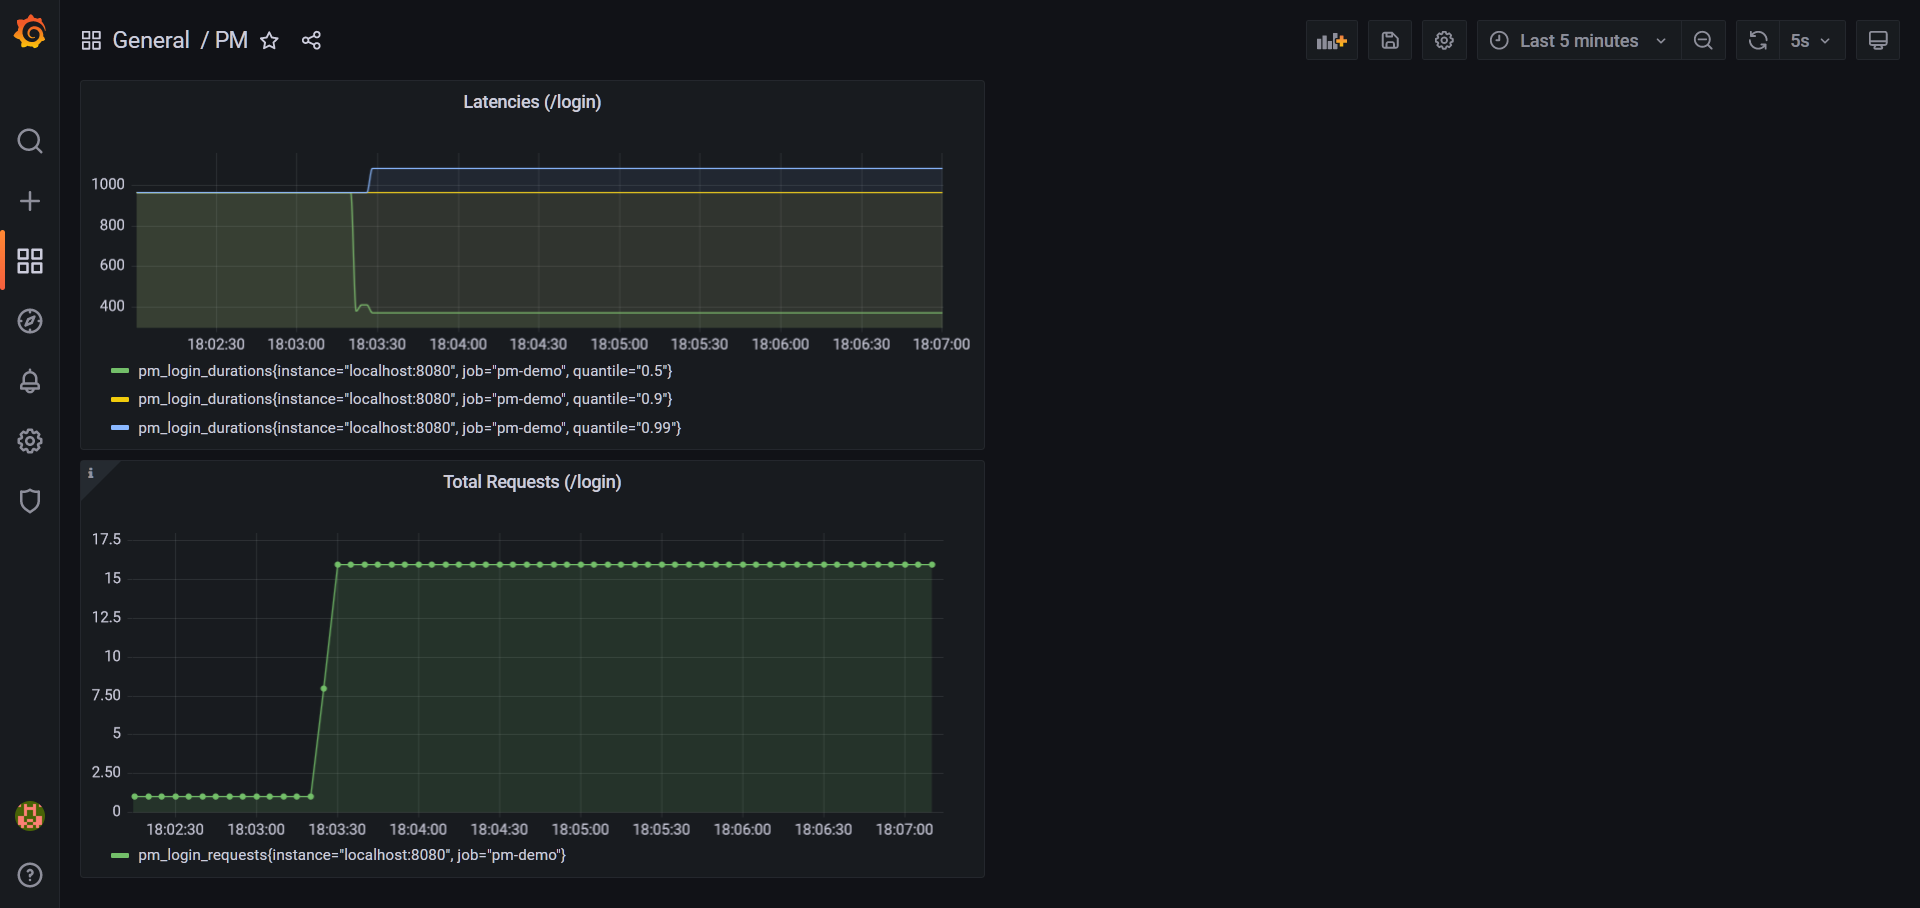 General / PM
Last 5 minutes
5s
Latencies (/login)
1000
800
600
400
18:02:30 18:03:00 18:03:30 18:04:00 18:04:30 18:05:00 18:05:30 18:06:00 18:06:30 18:07:00
pm_login_durations{instance="localhost:8080", job="pm-demo", quantile="0.5"}
pm_login_durations{instance="localhost:8080", job="pm-demo", quantile="0.9"}
pm_login_durations{instance="localhost:8080", job="pm-demo", quantile="0.99"}
i
Total Requests (/login)
17.5
15
12.5
10
7.50
5
2.50
0
18:02:30 18:03:00 18:03:30 18:04:00 18:04:30 18:05:00 18:05:30 18:06:00 18:06:30 18:07:00
pm_login_requests{instance="localhost:8080", job="pm-demo"}